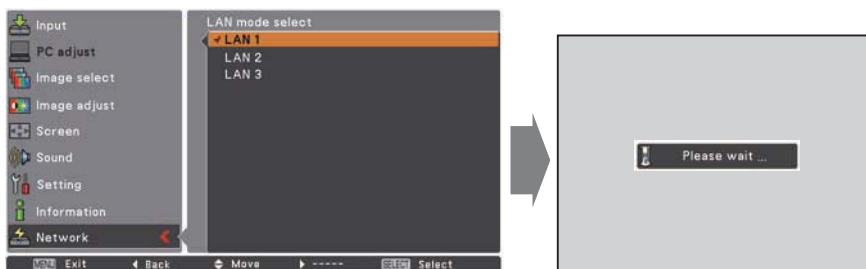 Input
PC adjust
Image select
Image adjust
Screen
Sound
Setting
Information
Network
LAN mode select
LAN 1
LAN 2
LAN 3
MENU Exit
Back
Move
-----
SELECT Select
Please wait ...